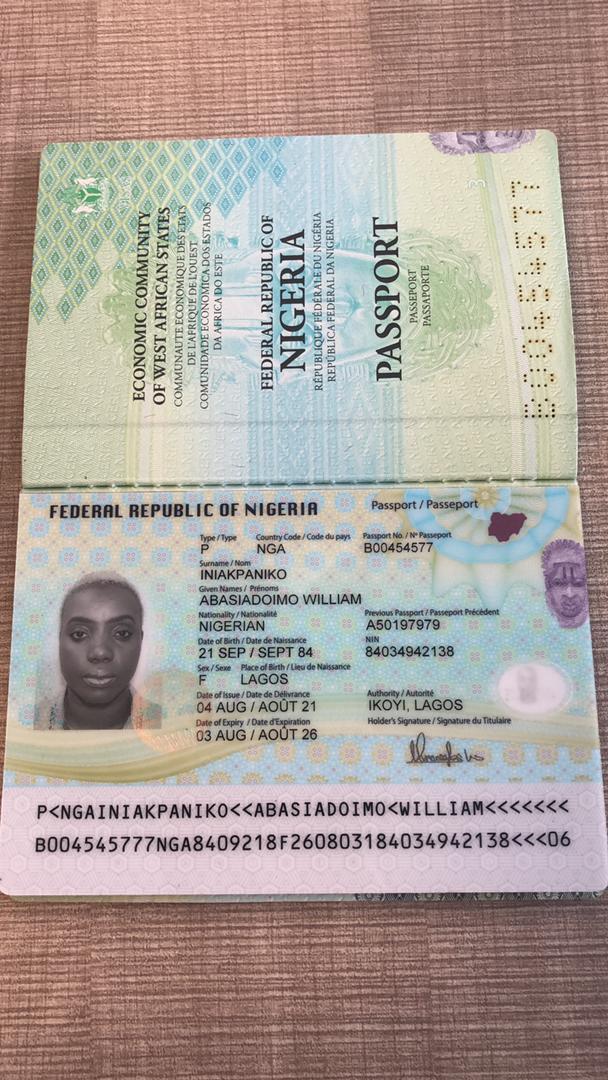 ECONOMIC COMMUNITY
OF WEST AFRICAN STATES
COMMUNAUTE ECONOMIQUE DES ETATS
DE L'AFRIQUE DE L'OUEST
COMUNIDADE ECONOMICA DOS ESTADOS
DA AFRICA DO ESTE
FEDERAL REPUBLIC OF
NIGERIA
RÉPUBLIQUE FÉDÉRALE DU NIGÉRIA
REPÚBLICA FEDERAL DA NIGERIA
PASSPORT
PASSEPORT
PASSAPORTE
3
B00454577
FEDERAL REPUBLIC OF NIGERIA
Passport / Passeport
Type / Type Country Code / Code du pays Passport No. / Nº Passeport
P NGA B00454577
Surname / Nom
INIAKPANIKO
Given Names / Prénoms
ABASIADOIMO WILLIAM
Nationality / Nationalité Previous Passport / Passeport Précédent
NIGERIAN A50197979
Date of Birth / Date de Naissance NIN
21 SEP / SEPT 84 84034942138
Sex / Sexe Place of Birth / Lieu de Naissance
F LAGOS
Date of Issue / Date de Délivrance Authority / Autorité
04 AUG / AOÛT 21 IKOYI, LAGOS
Date of Expiry / Date d'Expiration Holder's Signature / Signature du Titulaire
03 AUG / AOÛT 26
P<NGAINIAKPANIKO<<ABASIADOIMO<WILLIAM<<<<<<<
B004545777NGA8409218F26080318403494​2138<<<06